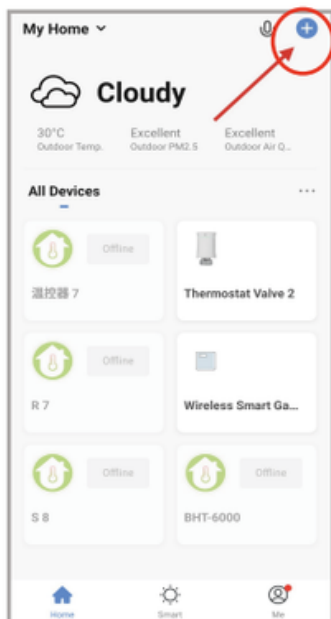 My Home
Cloudy
30°C Excellent Excellent
Outdoor Temp. Outdoor PM2.5 Outdoor Air Q...
All Devices
Offline
温控器 7 Thermostat Valve 2
Offline
R 7 Wireless Smart Ga...
Offline Offline
S 8 BHT-6000
Home Smart Me